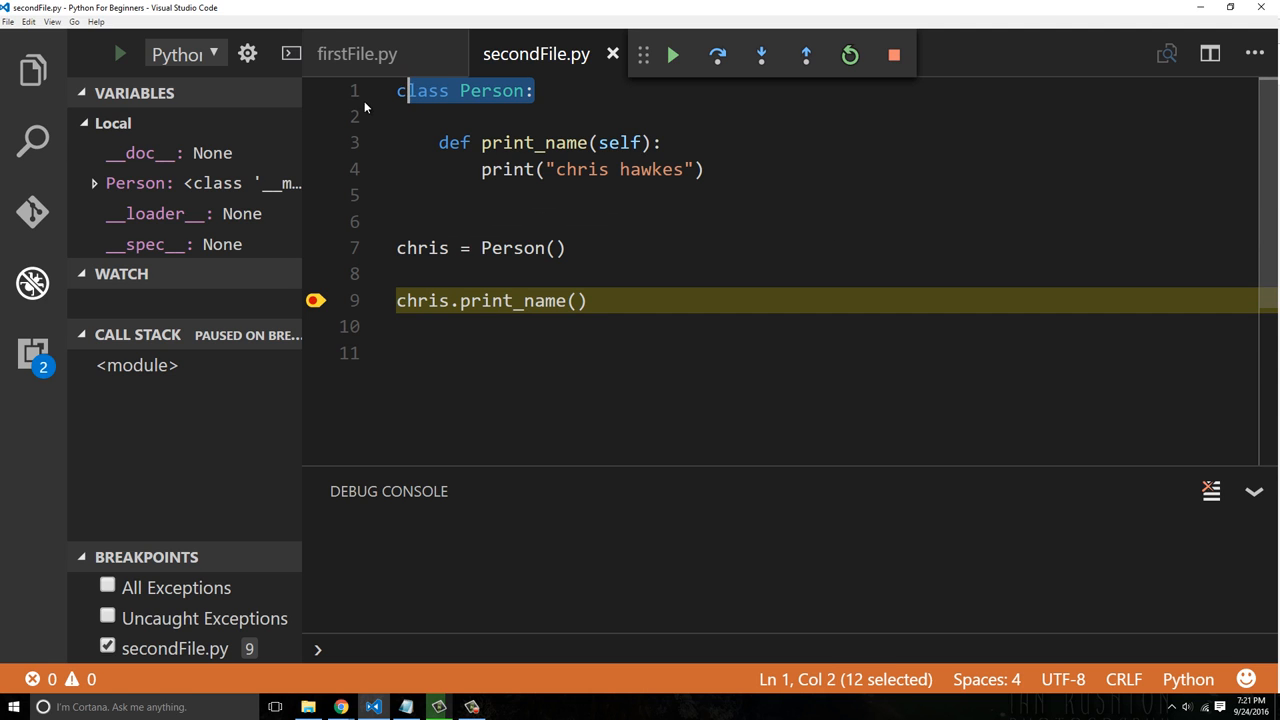 secondFile.py - Python For Beginners - Visual Studio Code
File Edit View Go Help
Pythor
firstFile.py
secondFile.py
VARIABLES
Local
__doc__: None
Person: <class '__m...
__loader__: None
__spec__: None
WATCH
CALL STACK PAUSED ON BRE...
<module>
BREAKPOINTS
All Exceptions
Uncaught Exceptions
secondFile.py 9
2
1 class Person:
2
3 def print_name(self):
4 print("chris hawkes")
5
6
7 chris = Person()
8
9 chris.print_name()
10
11
DEBUG CONSOLE
0 0
Ln 1, Col 2 (12 selected) Spaces: 4 UTF-8 CRLF Python
I'm Cortana. Ask me anything.
7:21 PM
9/24/2016